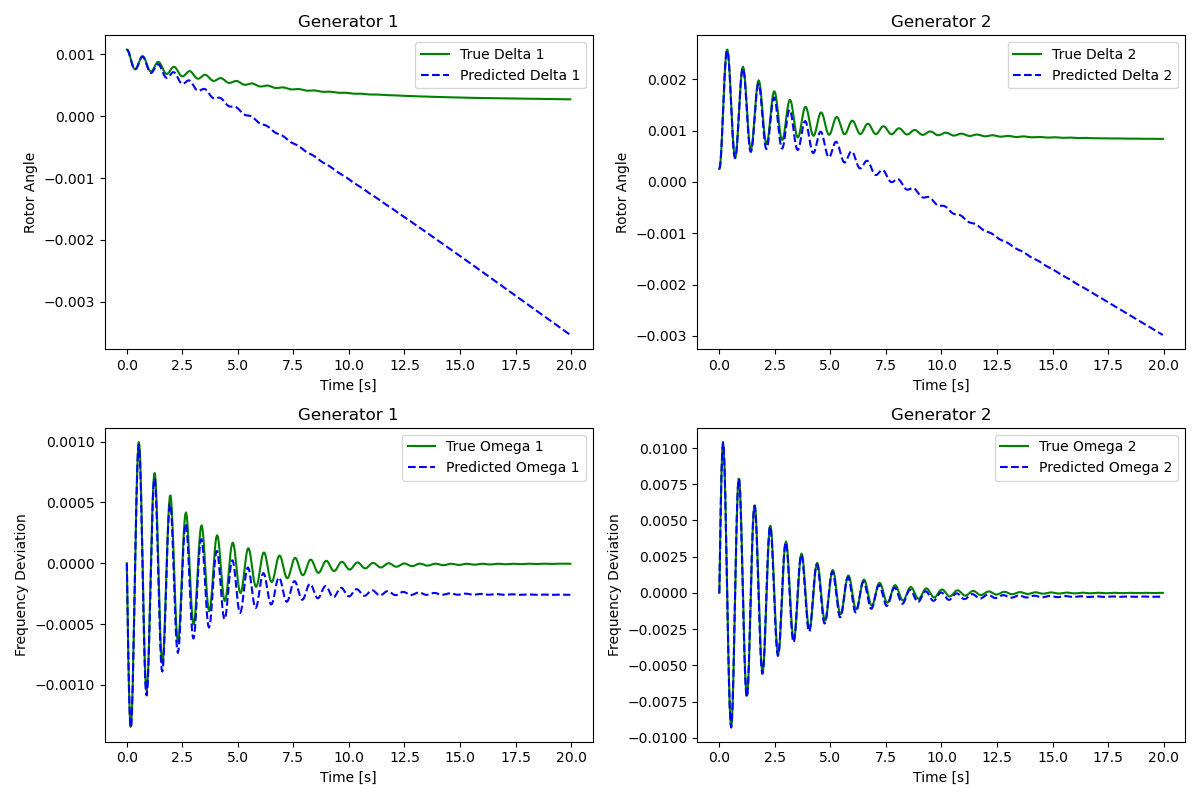 Generator 1
True Delta 1
Predicted Delta 1
0.001
0.000
−0.001
−0.002
−0.003
Rotor Angle
0.0 2.5 5.0 7.5 10.0 12.5 15.0 17.5 20.0
Time [s]
Generator 2
True Delta 2
Predicted Delta 2
0.002
0.001
0.000
−0.001
−0.002
−0.003
Rotor Angle
0.0 2.5 5.0 7.5 10.0 12.5 15.0 17.5 20.0
Time [s]
Generator 1
True Omega 1
Predicted Omega 1
0.0010
0.0005
0.0000
−0.0005
−0.0010
Frequency Deviation
0.0 2.5 5.0 7.5 10.0 12.5 15.0 17.5 20.0
Time [s]
Generator 2
True Omega 2
Predicted Omega 2
0.0100
0.0075
0.0050
0.0025
0.0000
−0.0025
−0.0050
−0.0075
−0.0100
Frequency Deviation
0.0 2.5 5.0 7.5 10.0 12.5 15.0 17.5 20.0
Time [s]